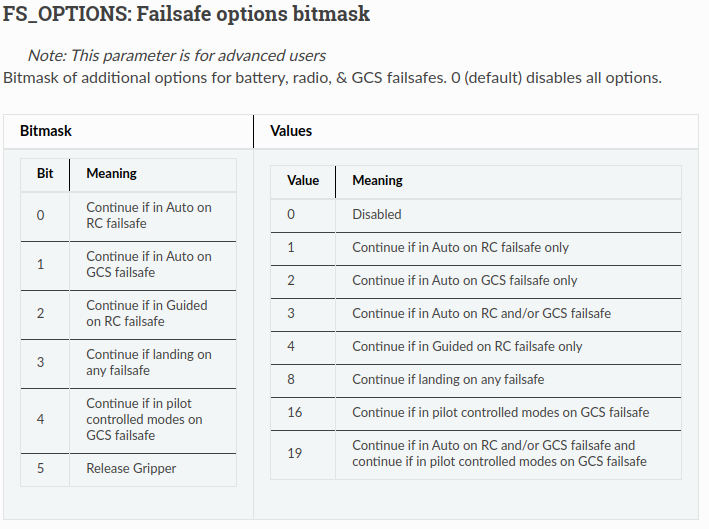 FS_OPTIONS: Failsafe options bitmask
Note: This parameter is for advanced users
Bitmask of additional options for battery, radio, & GCS failsafes. 0 (default) disables all options.
Bitmask
Bit Meaning
0 Continue if in Auto on
RC failsafe
1 Continue if in Auto on
GCS failsafe
2 Continue if in Guided
on RC failsafe
3 Continue if landing on
any failsafe
4 Continue if in pilot
controlled modes on
GCS failsafe
5 Release Gripper
Values
Value Meaning
0 Disabled
1 Continue if in Auto on RC failsafe only
2 Continue if in Auto on GCS failsafe only
3 Continue if in Auto on RC and/or GCS failsafe
4 Continue if in Guided on RC failsafe only
8 Continue if landing on any failsafe
16 Continue if in pilot controlled modes on GCS failsafe
19 Continue if in Auto on RC and/or GCS failsafe and
continue if in pilot controlled modes on GCS failsafe